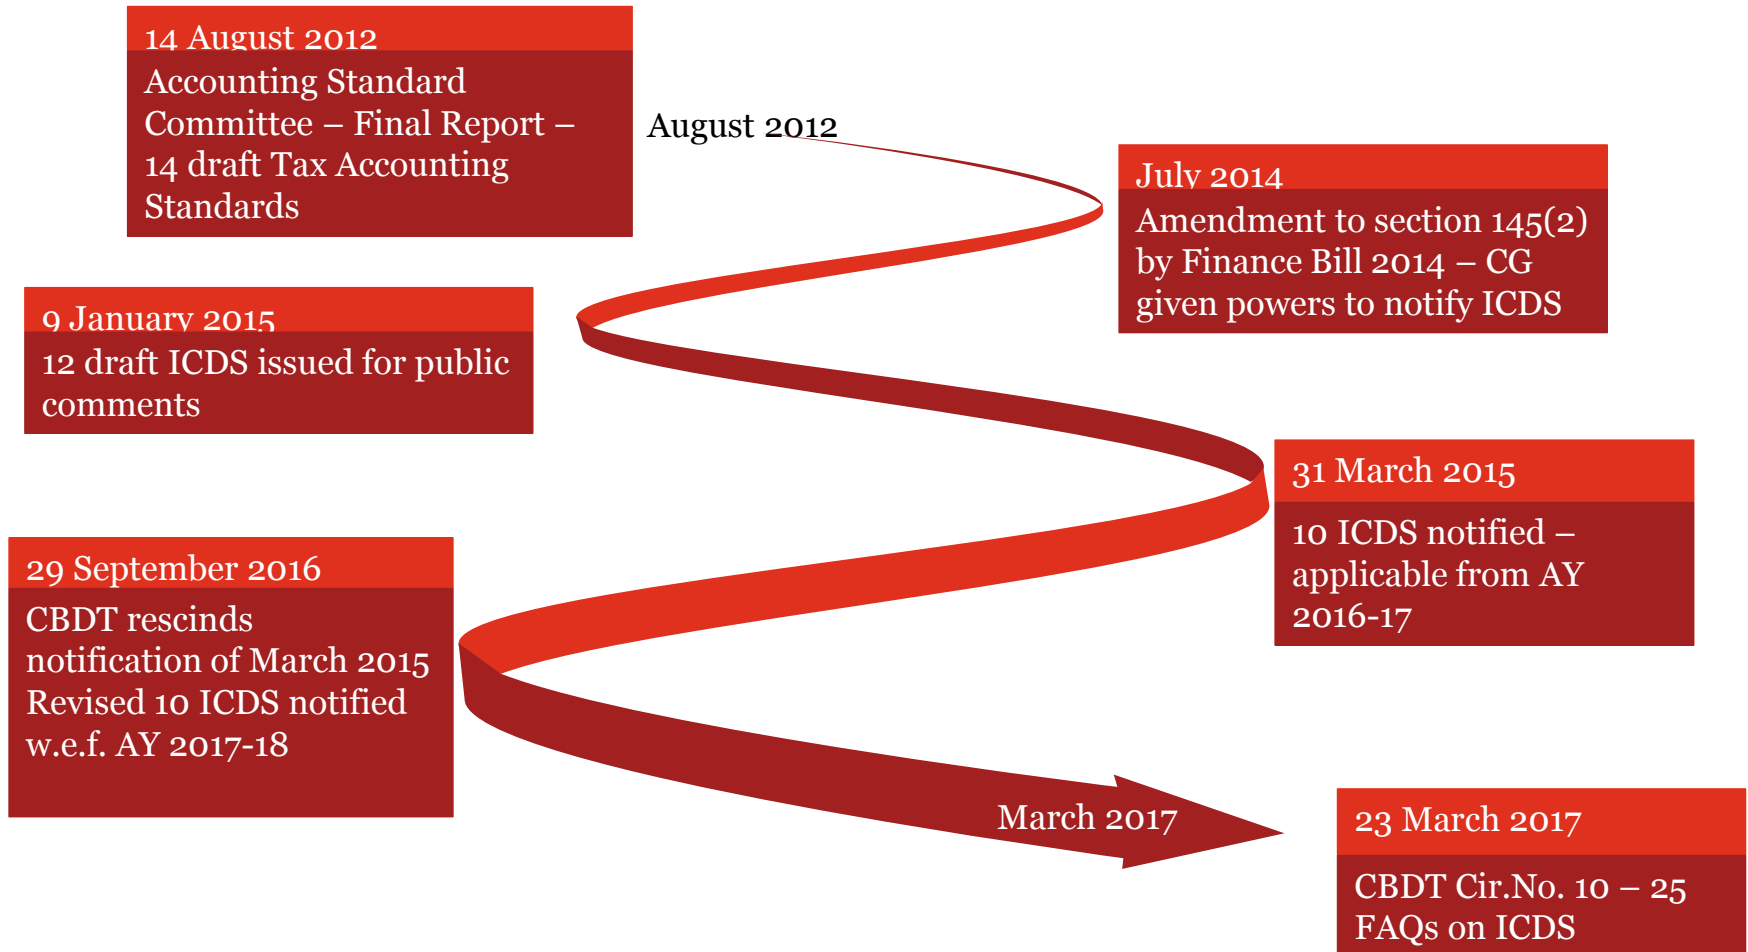 14 August 2012
Accounting Standard
Committee – Final Report –
14 draft Tax Accounting
Standards
August 2012
July 2014
Amendment to section 145(2)
by Finance Bill 2014 – CG
given powers to notify ICDS
9 January 2015
12 draft ICDS issued for public
comments
31 March 2015
10 ICDS notified –
applicable from AY
2016-17
29 September 2016
CBDT rescinds
notification of March 2015
Revised 10 ICDS notified
w.e.f. AY 2017-18
March 2017
23 March 2017
CBDT Cir.No. 10 – 25
FAQs on ICDS